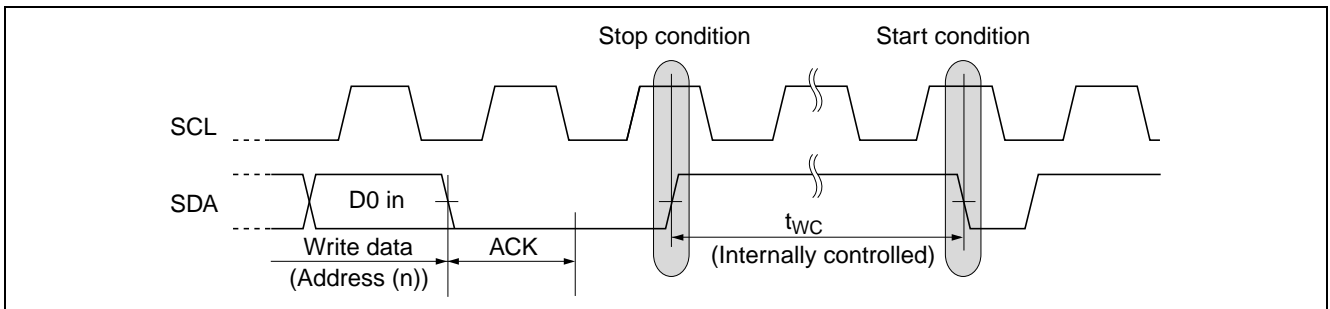 Stop condition
Start condition
SCL
SDA
D0 in
Write data
(Address (n))
ACK
tWC
(Internally controlled)